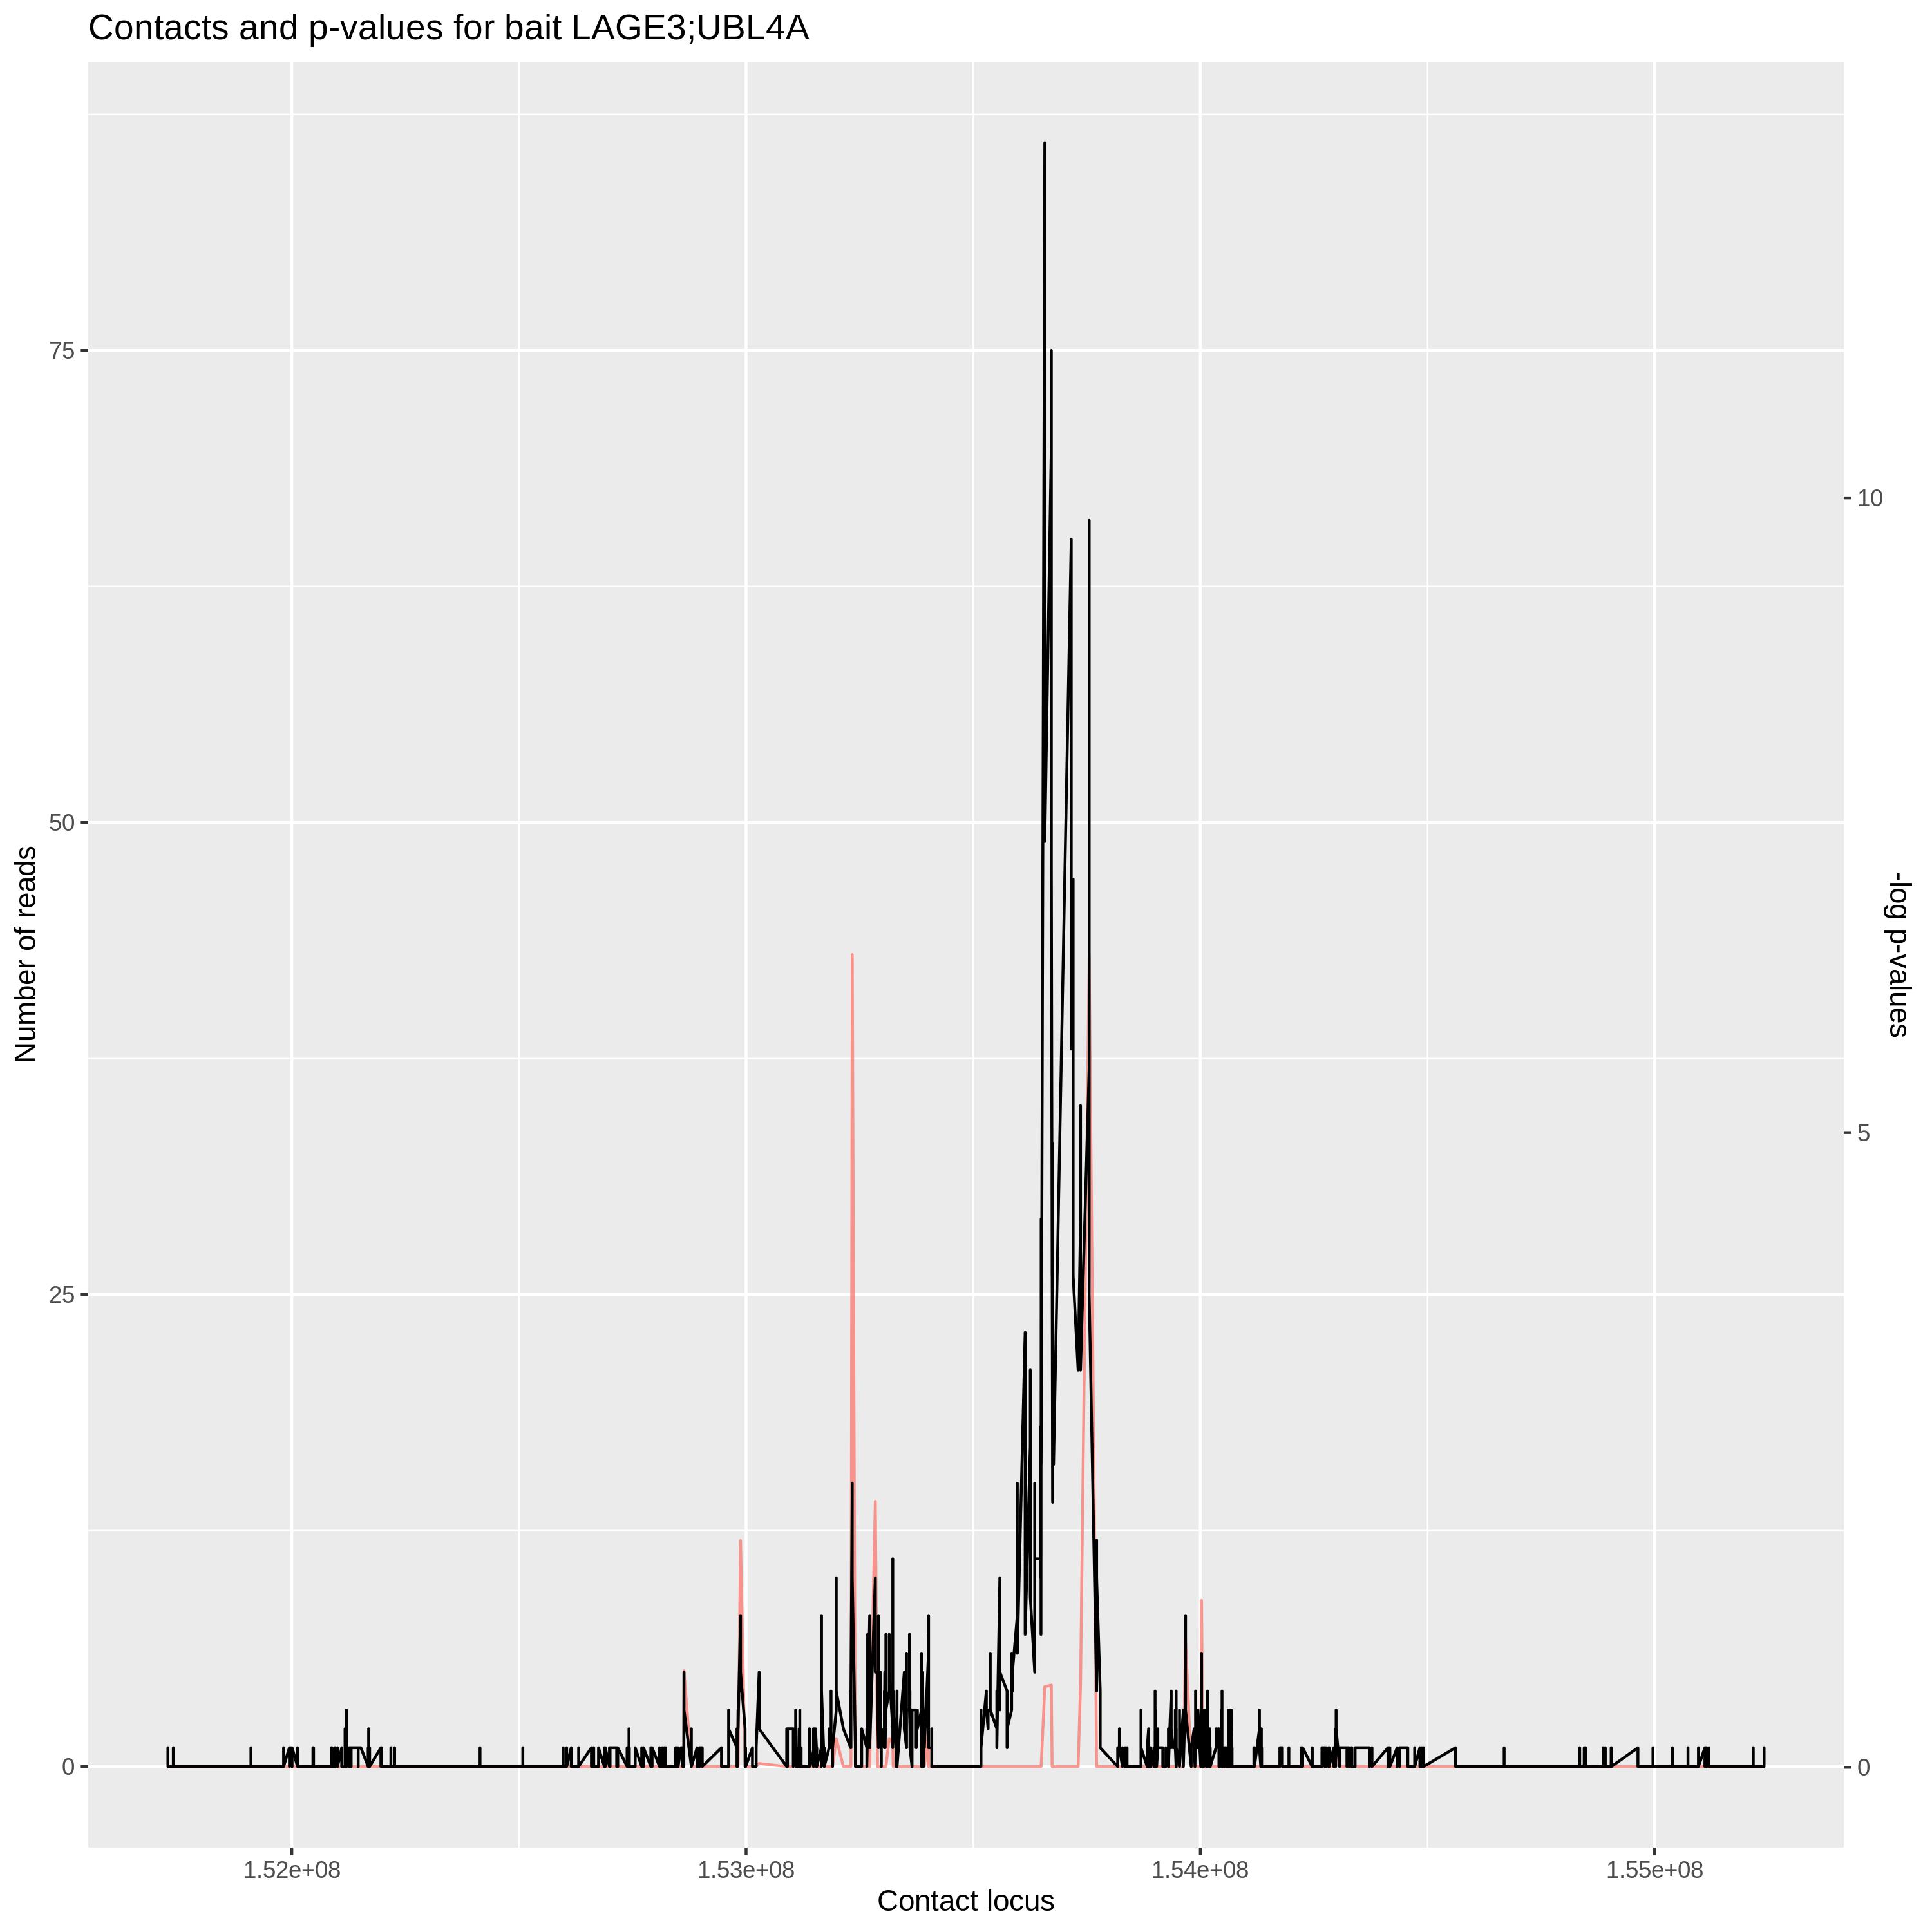 Contacts and p-values for bait LAGE3;UBL4A
75
50
25
0
10
5
0
Number of reads
-log p-values
1.52e+08
1.53e+08
1.54e+08
1.55e+08
Contact locus